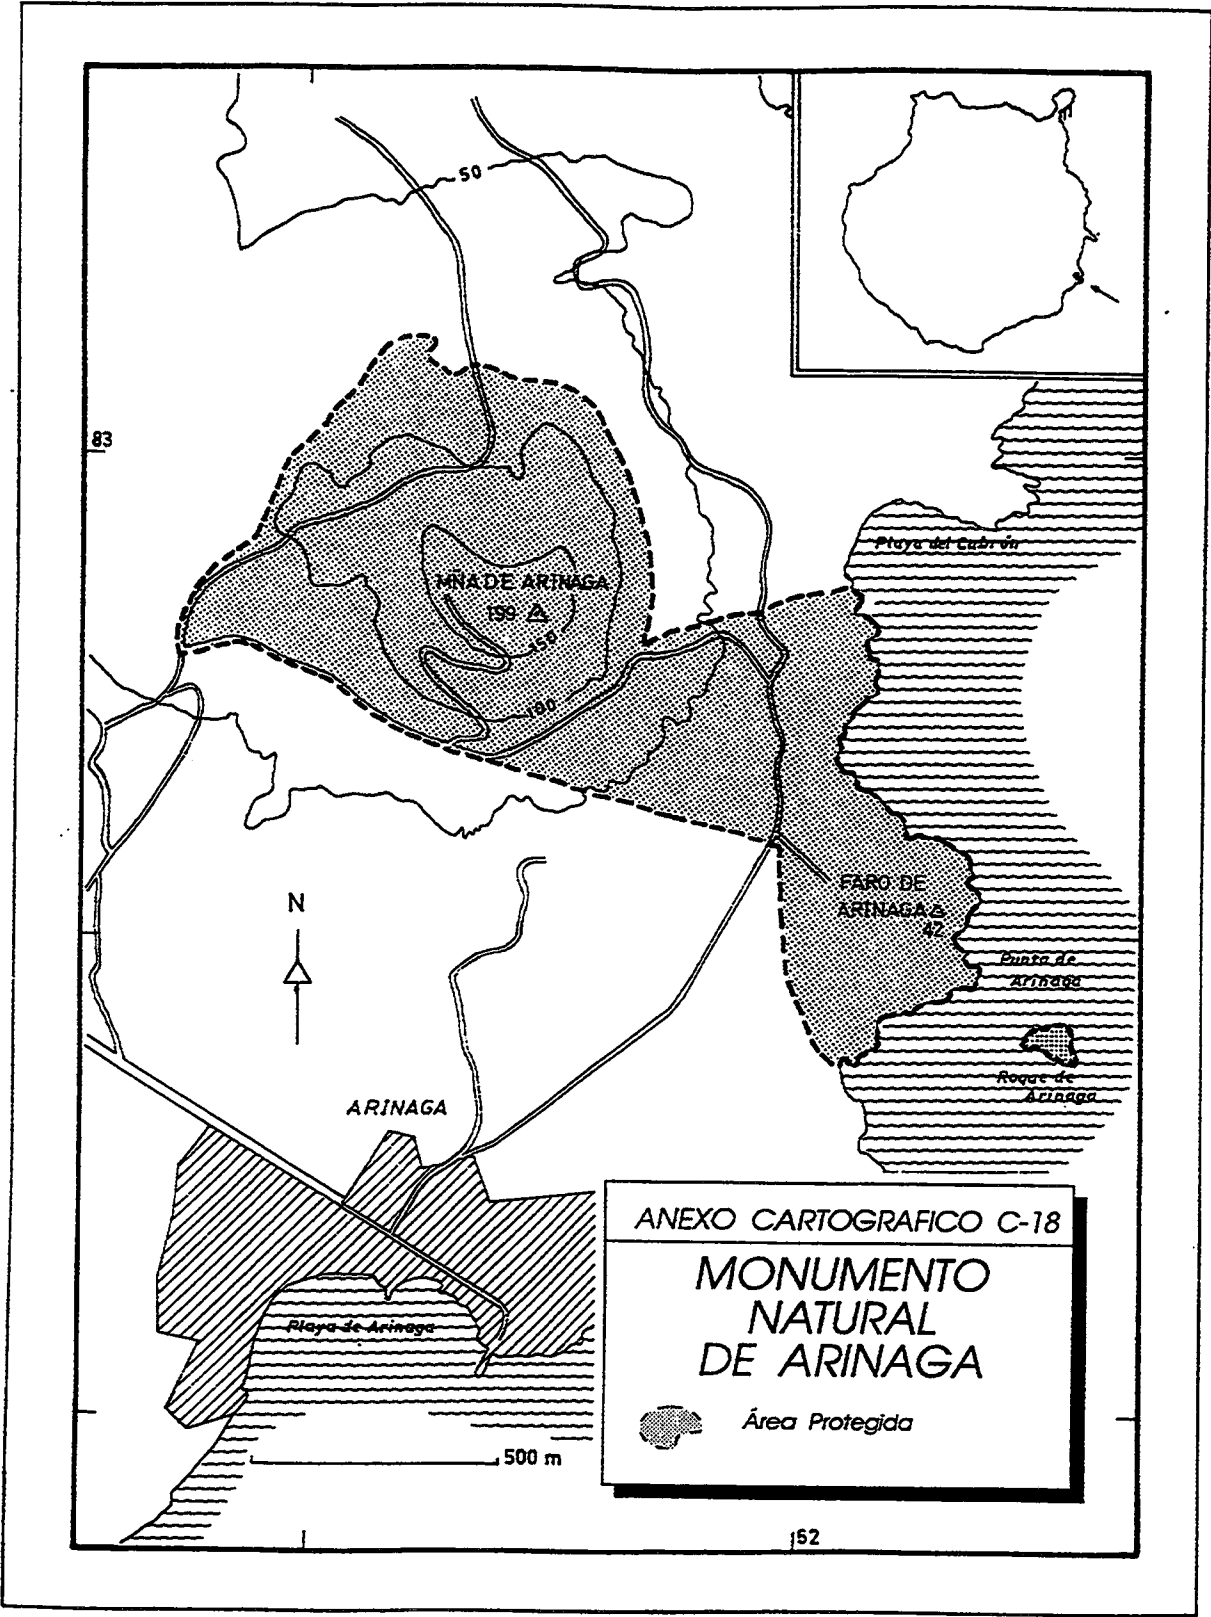 50
83
Playa del Cabrón
MÑA DE ARINAGA
199
150
100
FARO DE
ARINAGA
42
N
Punta de
Arinaga
Roque de
Arinaga
ARINAGA
Playa de Arinaga
500 m
ANEXO CARTOGRAFICO C-18
MONUMENTO
NATURAL
DE ARINAGA
Área Protegida
52